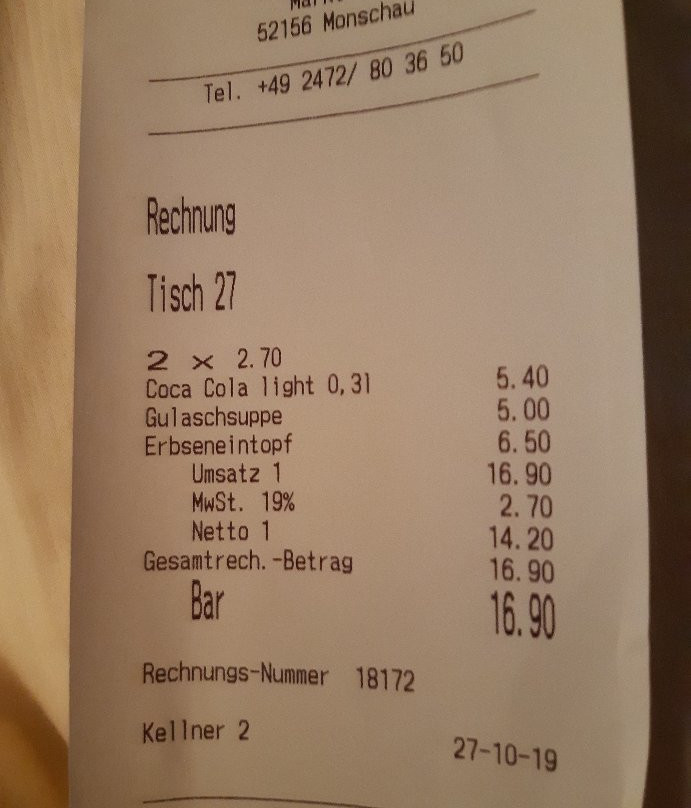 52156 Monschau
Tel. +49 2472/ 80 36 50
Rechnung
Tisch 27
2 x 2.70
Coca Cola light 0,3l 5.40
Gulaschsuppe 5.00
Erbseneintopf 6.50
Umsatz 1 16.90
MwSt. 19% 2.70
Netto 1 14.20
Gesamtrech.-Betrag 16.90
Bar 16.90
Rechnungs-Nummer 18172
Kellner 2
27-10-19